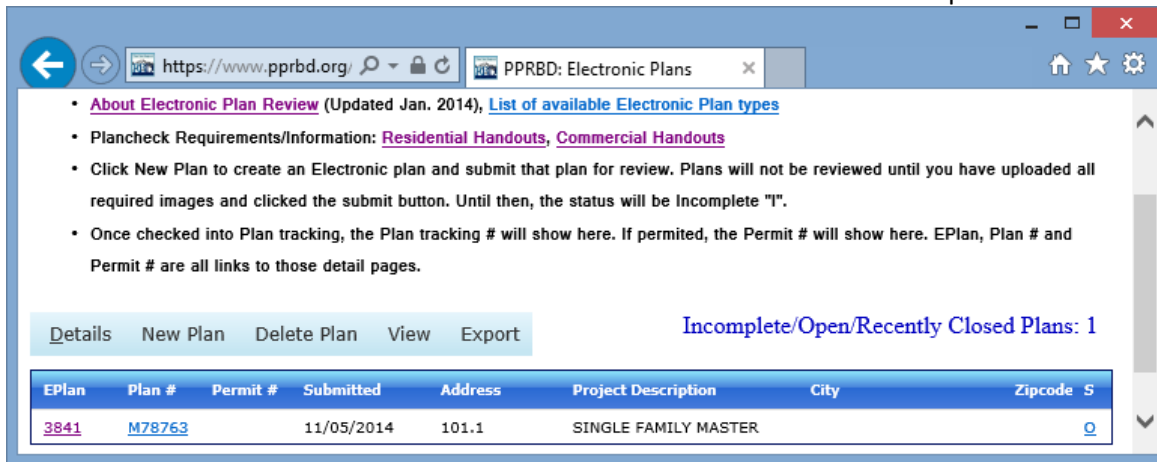 https://www.pprbd.org/
PPRBD: Electronic Plans
• About Electronic Plan Review (Updated Jan. 2014), List of available Electronic Plan types
• Plancheck Requirements/Information: Residential Handouts, Commercial Handouts
• Click New Plan to create an Electronic plan and submit that plan for review. Plans will not be reviewed until you have uploaded all
required images and clicked the submit button. Until then, the status will be Incomplete "I".
• Once checked into Plan tracking, the Plan tracking # will show here. If permited, the Permit # will show here. EPlan, Plan # and
Permit # are all links to those detail pages.
Details New Plan Delete Plan View Export
Incomplete/Open/Recently Closed Plans: 1
EPlan Plan # Permit # Submitted Address Project Description City Zipcode S
3841 M78763 11/05/2014 101.1 SINGLE FAMILY MASTER O